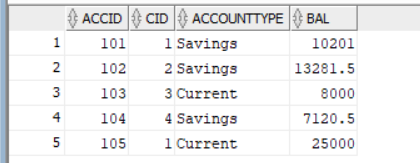 ACCID CID ACCOUNTTYPE BAL
1 101 1 Savings 10201
2 102 2 Savings 13281.5
3 103 3 Current 8000
4 104 4 Savings 7120.5
5 105 1 Current 25000